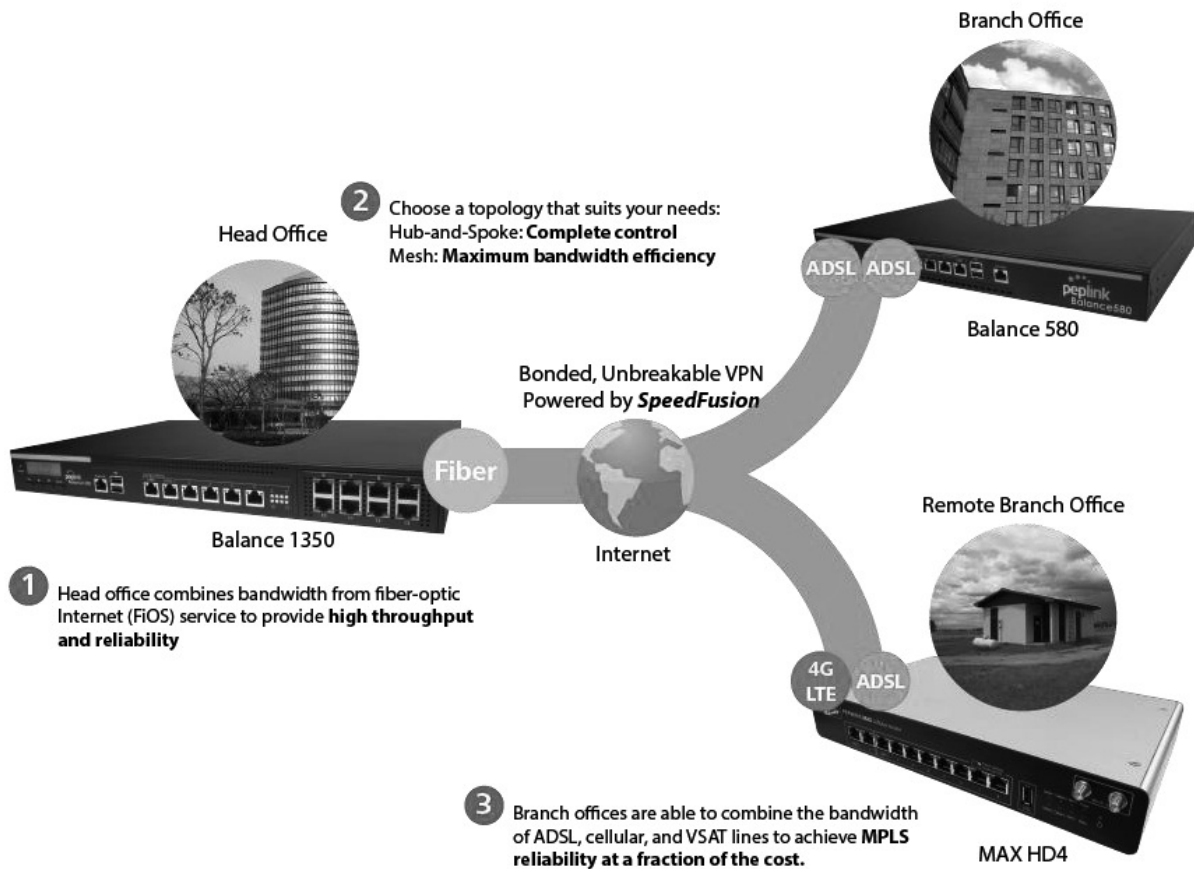 Branch Office
2 Choose a topology that suits your needs:
Hub-and-Spoke: Complete control
Mesh: Maximum bandwidth efficiency
Head Office
ADSL ADSL
peplink
Balance580
Balance 580
Bonded, Unbreakable VPN
Powered by SpeedFusion
Fiber
Balance 1350
Internet
Remote Branch Office
1 Head office combines bandwidth from fiber-optic
Internet (FiOS) service to provide high throughput
and reliability
4G
LTE
ADSL
3 Branch offices are able to combine the bandwidth
of ADSL, cellular, and VSAT lines to achieve MPLS
reliability at a fraction of the cost.
MAX HD4